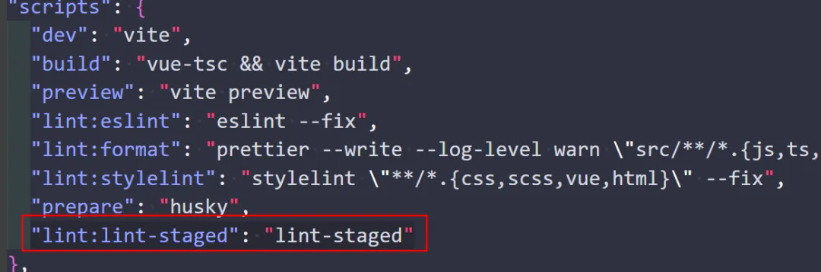 "scripts": {
"dev": "vite",
"build": "vue-tsc && vite build",
"preview": "vite preview",
"lint:eslint": "eslint --fix",
"lint:format": "prettier --write --log-level warn \"src/**/*.{js,ts,
"lint:stylelint": "stylelint \"**/*.{css,scss,vue,html}\" --fix",
"prepare": "husky",
"lint:lint-staged": "lint-staged"
},